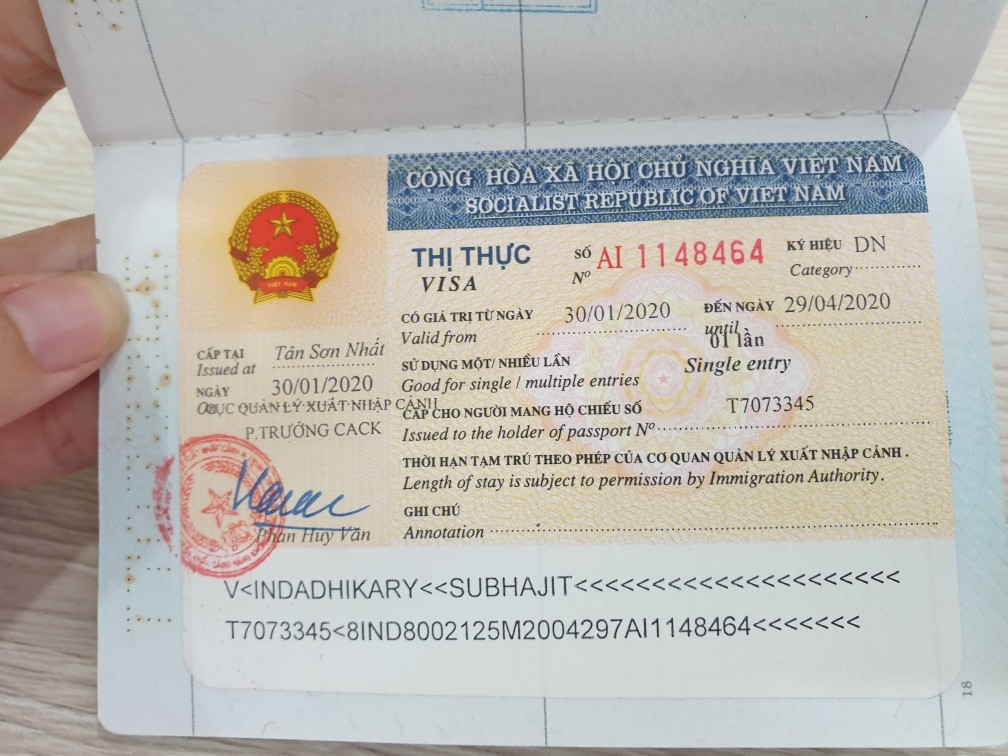 CỘNG HÒA XÃ HỘI CHỦ NGHĨA VIỆT NAM
SOCIALIST REPUBLIC OF VIET NAM
VIỆT NAM
THỊ THỰC
VISA
SỐ AI 1148464
Nº
KÝ HIỆU DN
Category
CÓ GIÁ TRỊ TỪ NGÀY 30/01/2020
Valid from
ĐẾN NGÀY 29/04/2020
until
01 lần
SỬ DỤNG MỘT/ NHIỀU LẦN
Single entry
Good for single / multiple entries
CẤP TẠI Tân Sơn Nhất
Issued at
NGÀY 30/01/2020
CỤC QUẢN LÝ XUẤT NHẬP CẢNH
P.TRƯỞNG CACK
CẤP CHO NGƯỜI MANG HỘ CHIẾU SỐ T7073345
Issued to the holder of passport Nº
THỜI HẠN TẠM TRÚ THEO PHÉP CỦA CƠ QUAN QUẢN LÝ XUẤT NHẬP CẢNH .
Length of stay is subject to permission by Immigration Authority.
GHI CHÚ
Annotation
Phan Huy Văn
V<INDADHIKARY<<SUBHAJIT<<<<<<<<<<<<<<<<<<<<<<
T7073345<8IND8002125M2004297AI1148464<<<<<<<
18